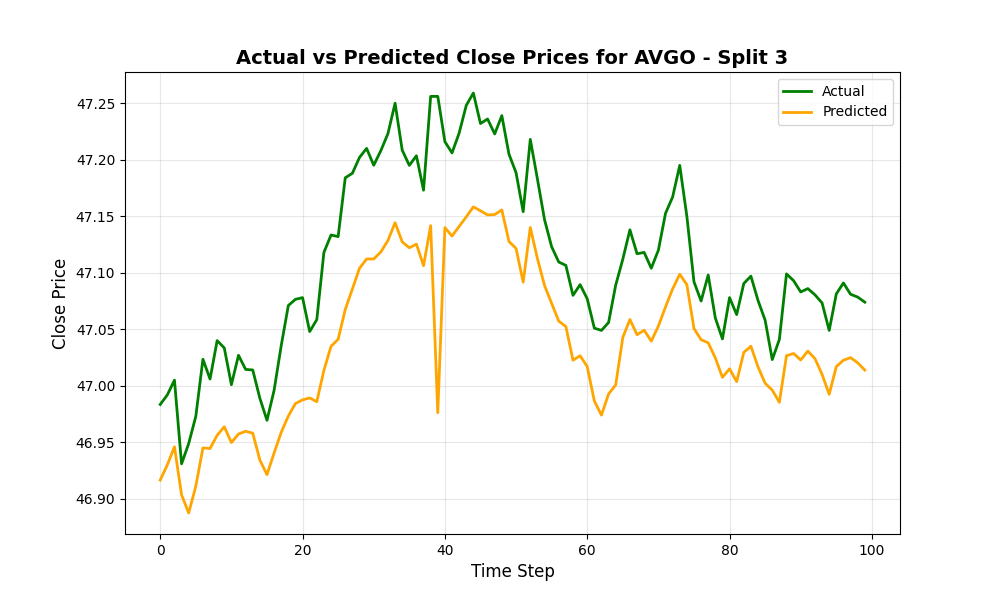 Actual vs Predicted Close Prices for AVGO - Split 3
Actual
Predicted
Close Price
47.25
47.20
47.15
47.10
47.05
47.00
46.95
46.90
0 20 40 60 80 100
Time Step